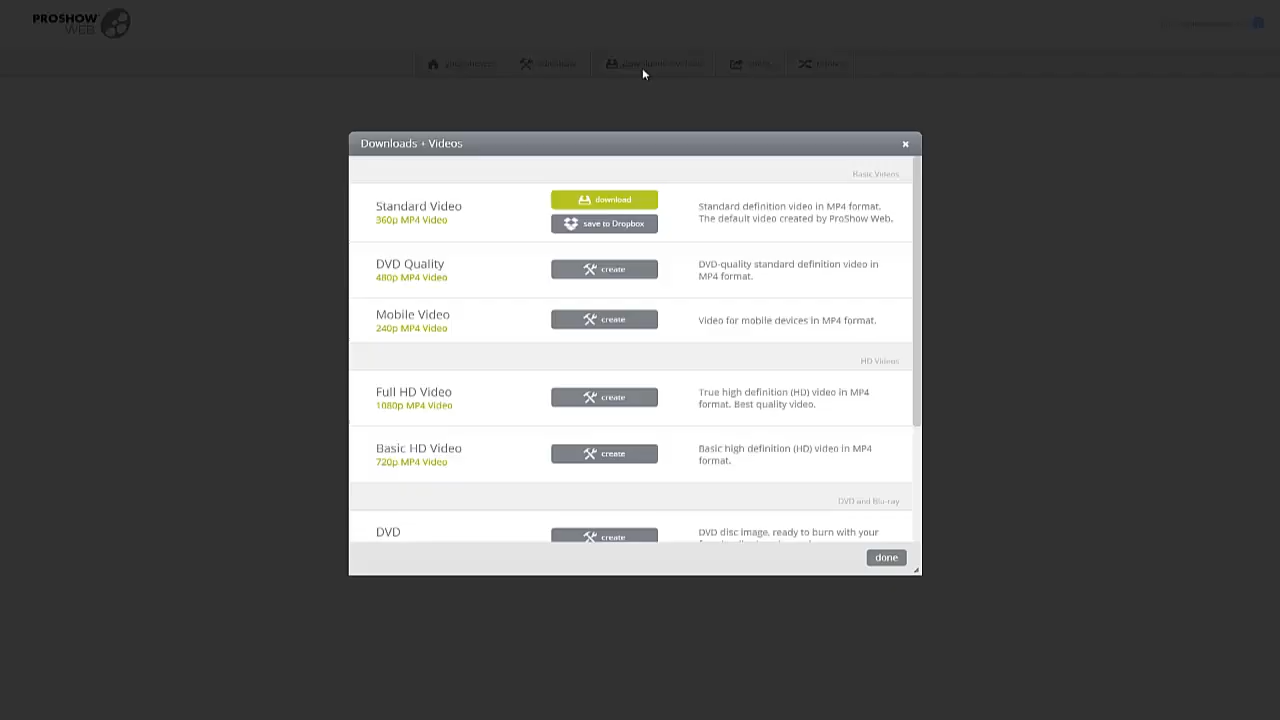 PROSHOW
WEB
Downloads + Videos
Basic Videos
Standard Video
360p MP4 Video
download
save to Dropbox
Standard definition video in MP4 format.
The default video created by ProShow Web.
DVD Quality
480p MP4 Video
create
DVD-quality standard definition video in
MP4 format.
Mobile Video
240p MP4 Video
create
Video for mobile devices in MP4 format.
HD Videos
Full HD Video
1080p MP4 Video
create
True high definition (HD) video in MP4
format. Best quality video.
Basic HD Video
720p MP4 Video
create
Basic high definition (HD) video in MP4
format.
DVD and Blu-ray
DVD
create
DVD disc image, ready to burn with your
done